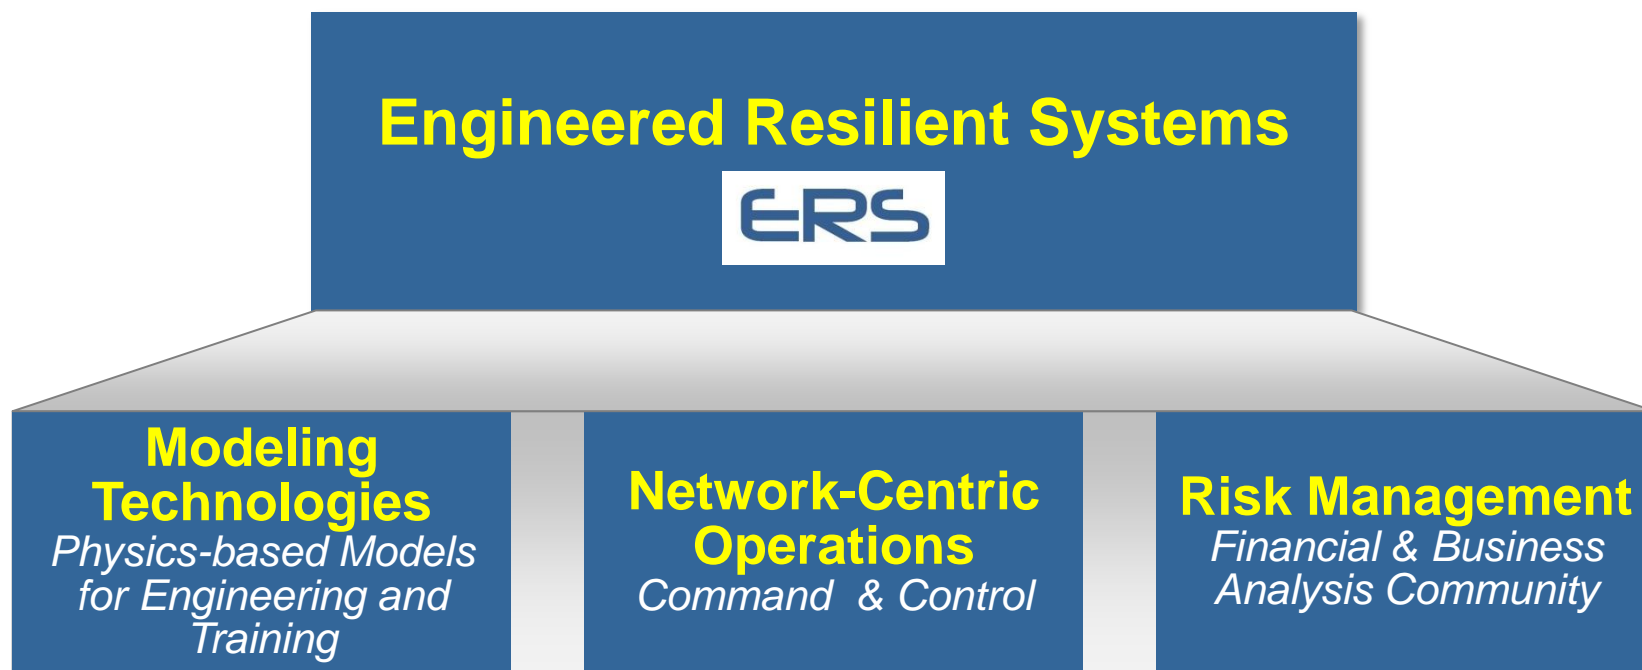 Engineered Resilient Systems
ERS
Modeling
Technologies
Physics-based Models
for Engineering and
Training
Network-Centric
Operations
Command & Control
Risk Management
Financial & Business
Analysis Community